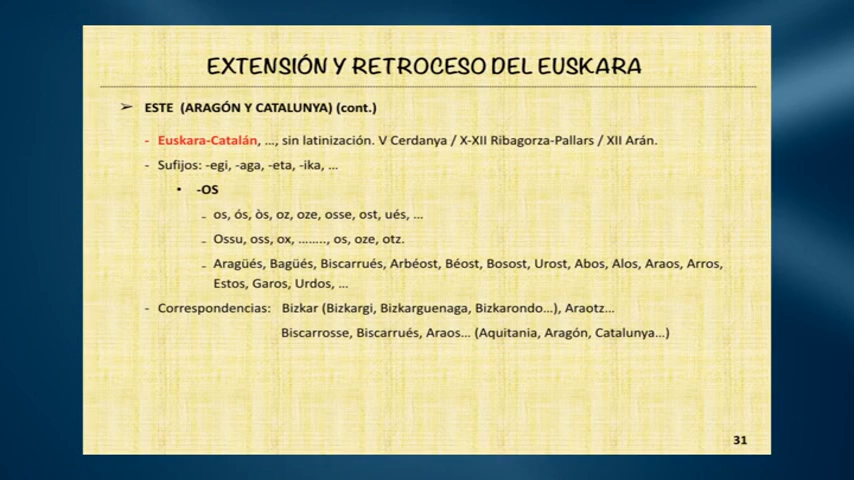 EXTENSIÓN Y RETROCESO DEL EUSKARA
➢ ESTE (ARAGÓN Y CATALUNYA) (cont.)
- Euskara-Catalán, ..., sin latinización. V Cerdanya / X-XII Ribagorza-Pallars / XII Arán.
- Sufijos: -egi, -aga, -eta, -ika, ...
• -OS
- os, ós, òs, oz, oze, osse, ost, ués, ...
- Ossu, oss, ox, ........, os, oze, otz.
- Aragüés, Bagüés, Biscarrués, Arbéost, Béost, Bosost, Urost, Abos, Alos, Araos, Arros,
Estos, Garos, Urdos, ...
- Correspondencias: Bizkar (Bizkargi, Bizkarguenaga, Bizkarondo...), Araotz...
Biscarrosse, Biscarrués, Araos... (Aquitania, Aragón, Catalunya...)
31